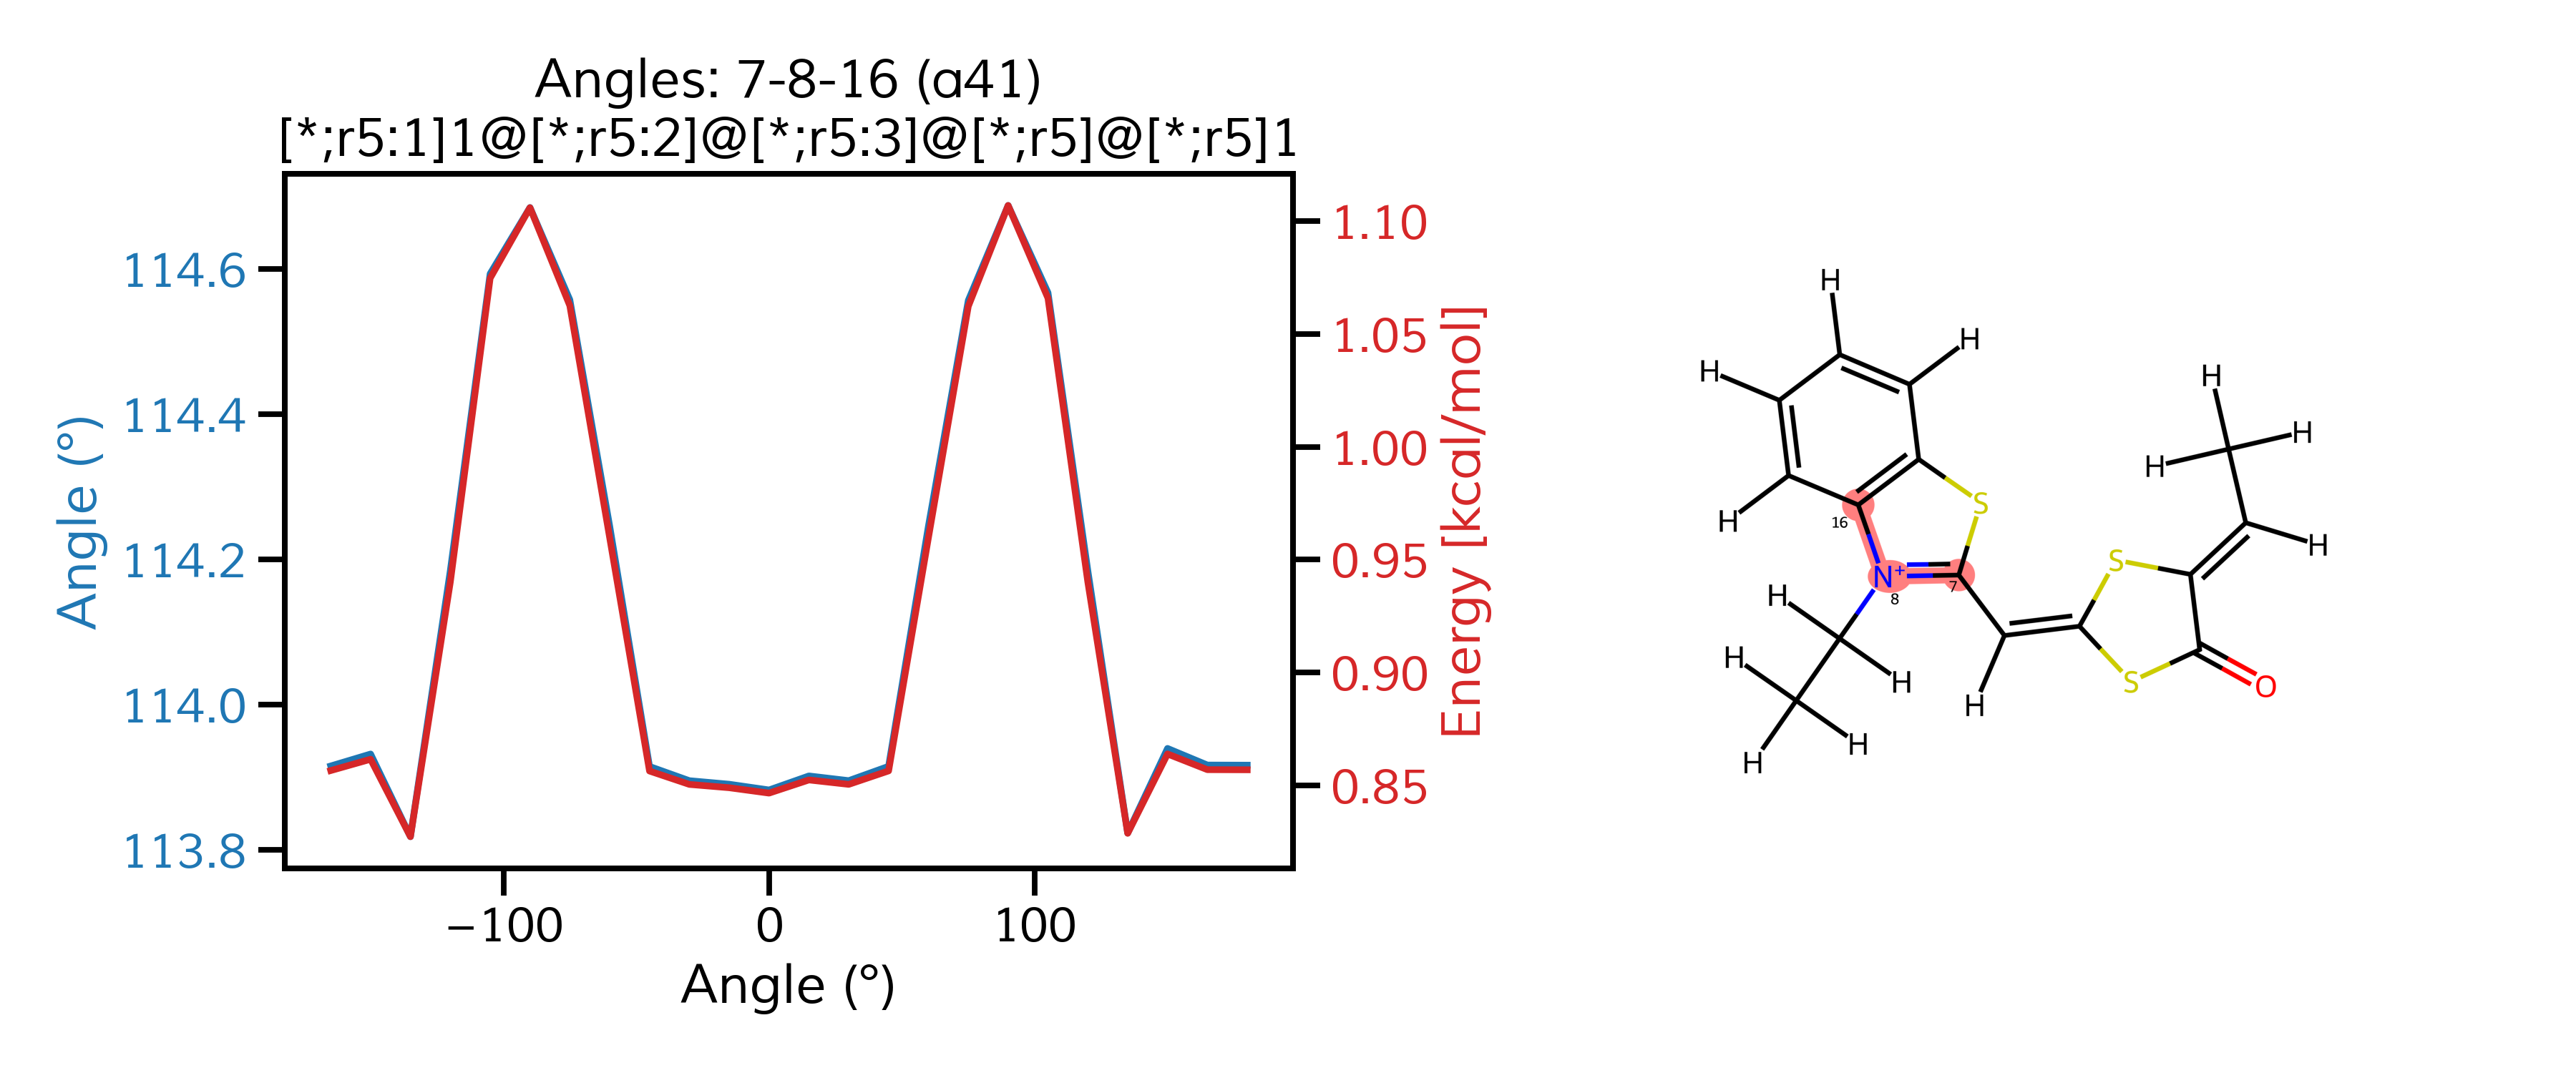 Angles: 7-8-16 (a41)
[*;r5:1]1@[*;r5:2]@[*;r5:3]@[*;r5]@[*;r5]1
Angle (°)
114.6
114.4
114.2
114.0
113.8
−100
0
100
Angle (°)
1.10
1.05
1.00
0.95
0.90
0.85
Energy [kcal/mol]
H
H
H
H
H
H
H
S
16
H
S
N+
7
H
8
H
H
S
O
H
H
H
H